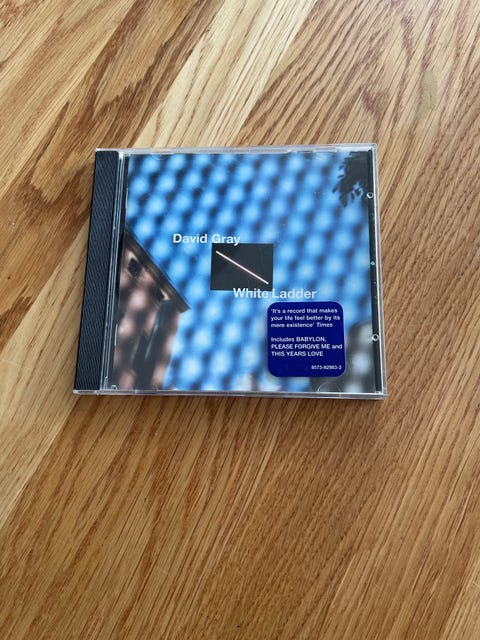 David Gray
White Ladder
'It's a record that makes
your life feel better by its
mere existence' Times
Includes BABYLON,
PLEASE FORGIVE ME and
THIS YEARS LOVE
8573-82983-2